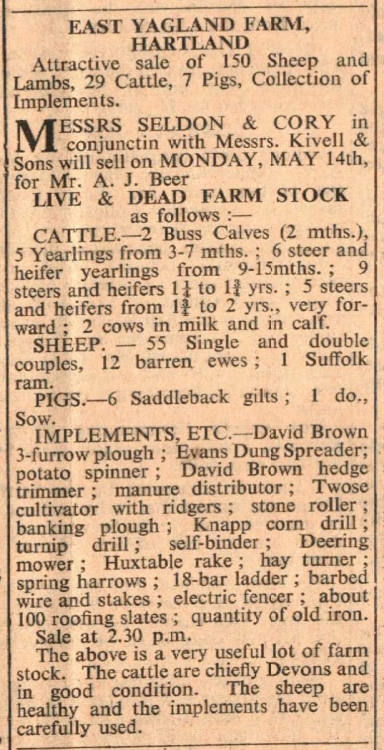 EAST YAGLAND FARM,
HARTLAND
Attractive sale of 150 Sheep and
Lambs, 29 Cattle, 7 Pigs, Collection of
Implements.
MESSRS SELDON & CORY in
conjunctin with Messrs. Kivell &
Sons will sell on MONDAY, MAY 14th,
for Mr. A. J. Beer
LIVE & DEAD FARM STOCK
as follows :—
CATTLE.—2 Buss Calves (2 mths.),
5 Yearlings from 3-7 mths. ; 6 steer and
heifer yearlings from 9-15mths. ; 9
steers and heifers 1¼ to 1¾ yrs. ; 5 steers
and heifers from 1¾ to 2 yrs., very for-
ward ; 2 cows in milk and in calf.
SHEEP. — 55 Single and double
couples, 12 barren ewes ; 1 Suffolk
ram.
PIGS.—6 Saddleback gilts ; 1 do.,
Sow.
IMPLEMENTS, ETC.—David Brown
3-furrow plough ; Evans Dung Spreader;
potato spinner ; David Brown hedge
trimmer ; manure distributor ; Twose
cultivator with ridgers ; stone roller ;
banking plough ; Knapp corn drill ;
turnip drill ; self-binder ; Deering
mower ; Huxtable rake ; hay turner ;
spring harrows ; 18-bar ladder ; barbed
wire and stakes ; electric fencer ; about
100 roofing slates ; quantity of old iron.
Sale at 2.30 p.m.
The above is a very useful lot of farm
stock. The cattle are chiefly Devons and
in good condition. The sheep are
healthy and the implements have been
carefully used.